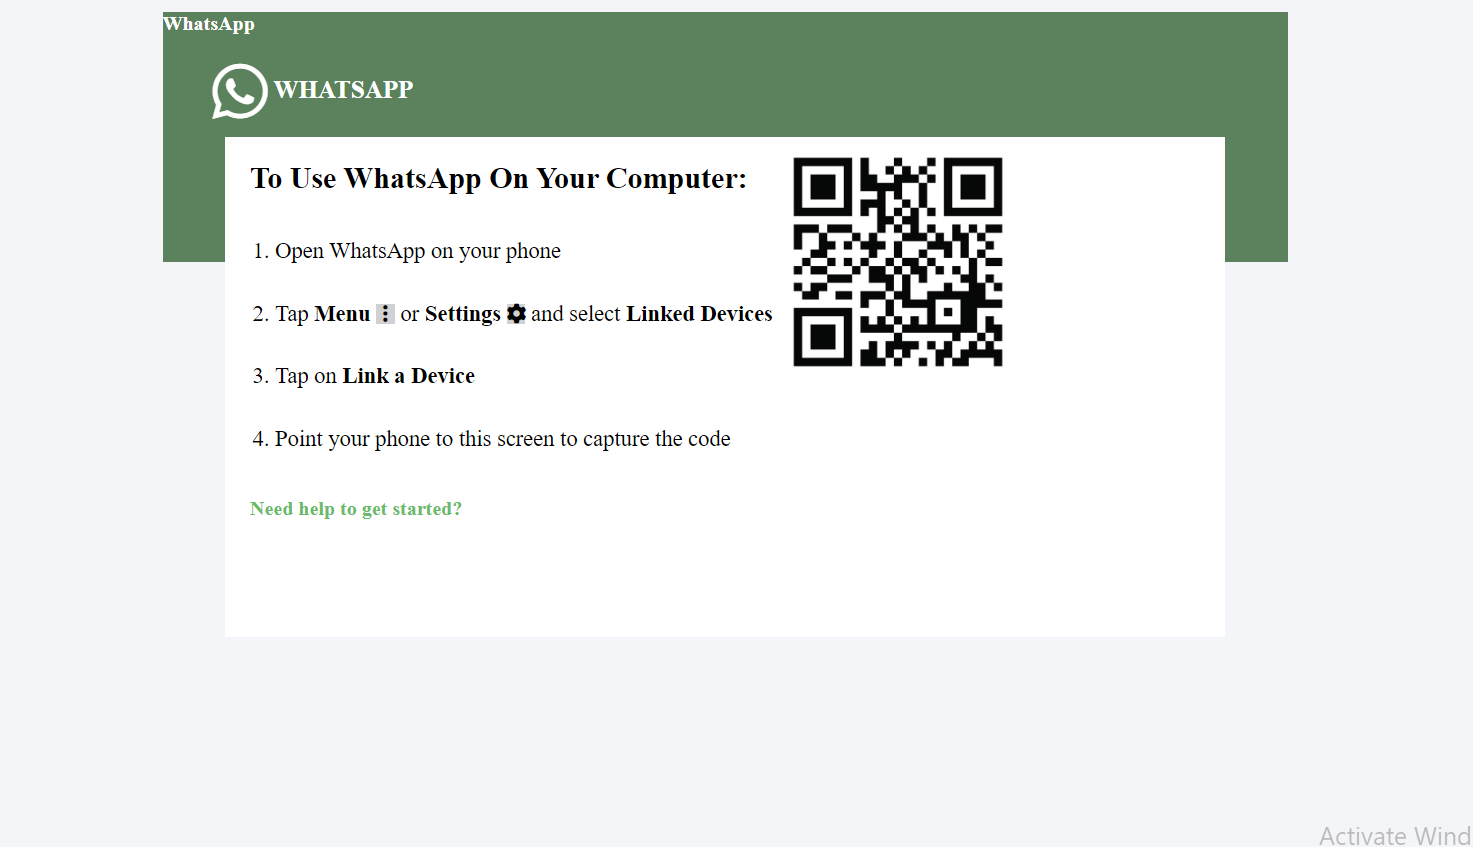 WhatsApp
WHATSAPP
To Use WhatsApp On Your Computer:
1. Open WhatsApp on your phone
2. Tap Menu or Settings and select Linked Devices
3. Tap on Link a Device
4. Point your phone to this screen to capture the code
Need help to get started?
Activate Wind